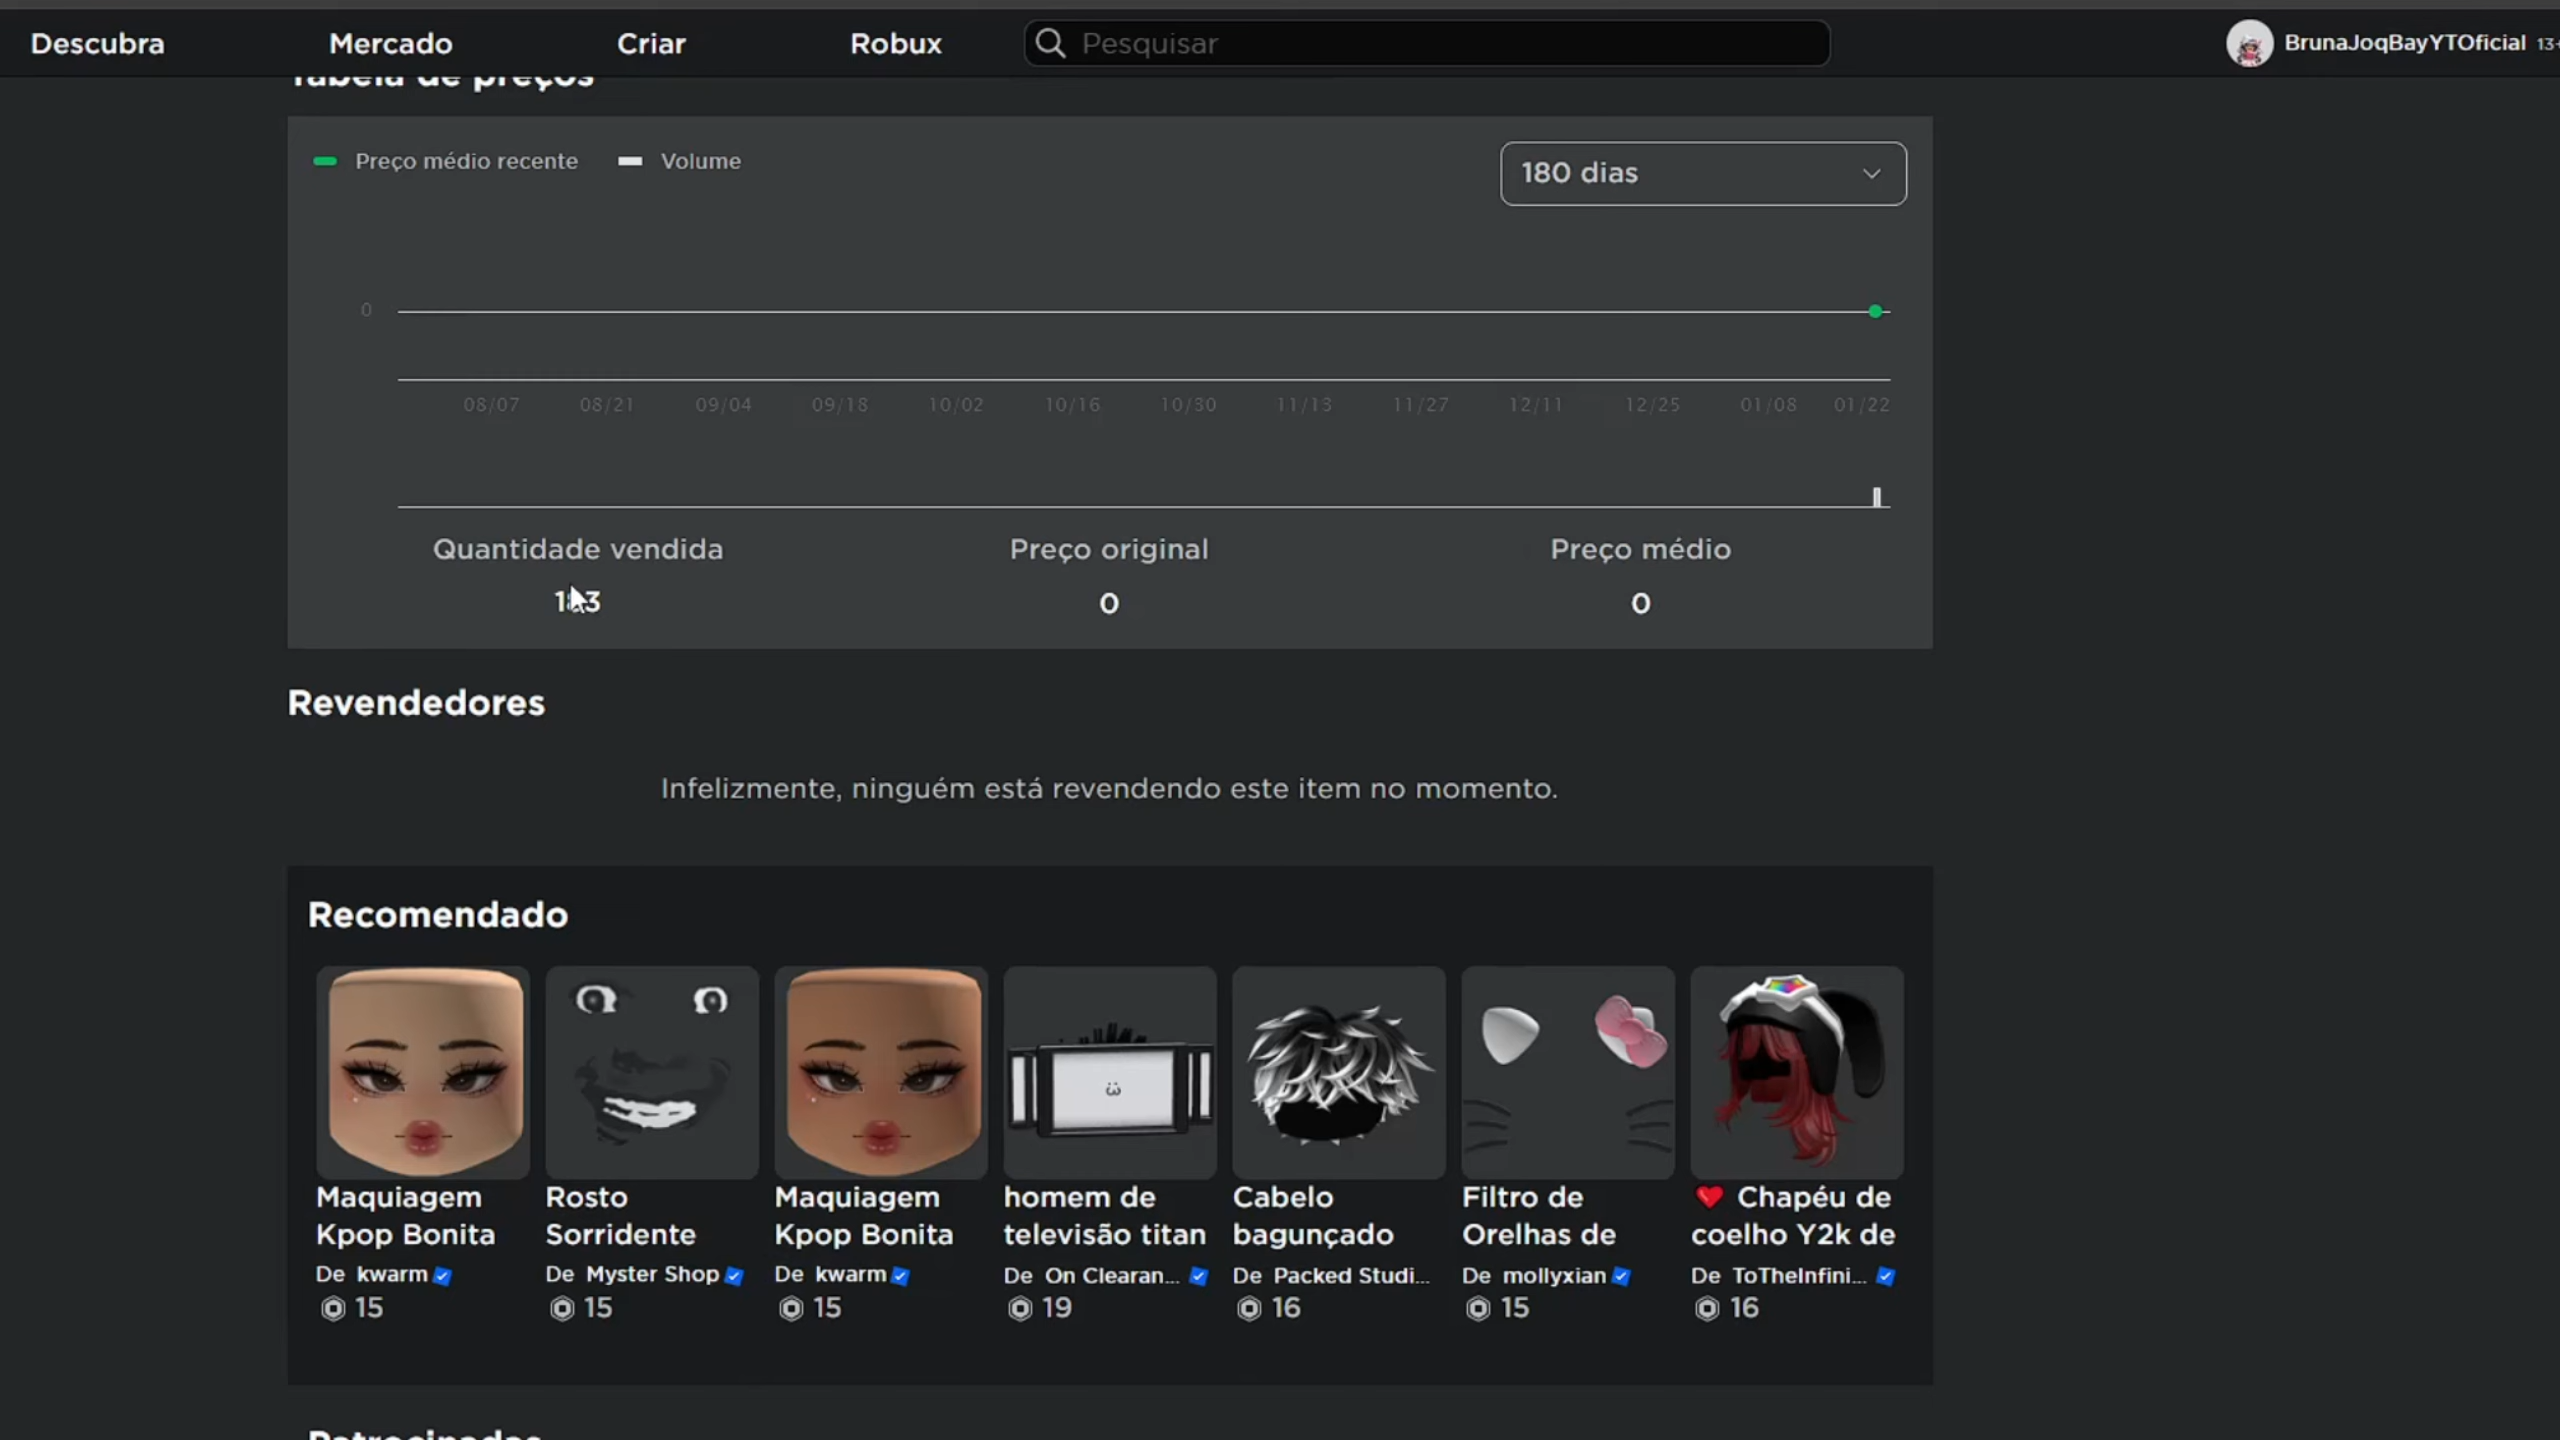 Descubra Mercado Criar Robux Pesquisar BrunaJoqBayYTOficial
Tabela de preços
Preço médio recente Volume 180 dias
0
08/07 08/21 09/04 09/18 10/02 10/16 10/30 11/13 11/27 12/11 12/25 01/08 01/22
Quantidade vendida Preço original Preço médio
0 0
Revendedores
Infelizmente, ninguém está revendendo este item no momento.
Recomendado
Maquiagem Rosto Maquiagem homem de Cabelo Filtro de Chapéu de
Kpop Bonita Sorridente Kpop Bonita televisão titan bagunçado Orelhas de coelho Y2k de
De kwarm De Myster Shop De kwarm De On Clearan... De Packed Studi... De mollyxian De ToTheInfini...
15 15 15 19 16 15 16